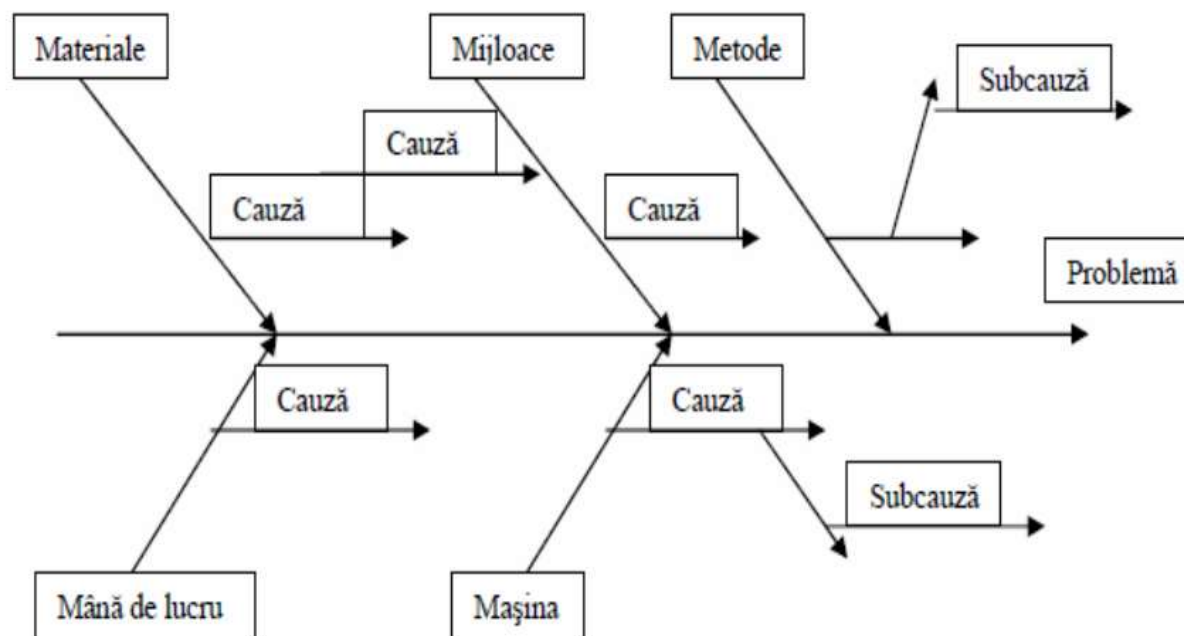 Materiale
Mijloace
Metode
Subcauză
Cauză
Cauză
Cauză
Problemă
Cauză
Cauză
Subcauză
Mână de lucru
Maşina